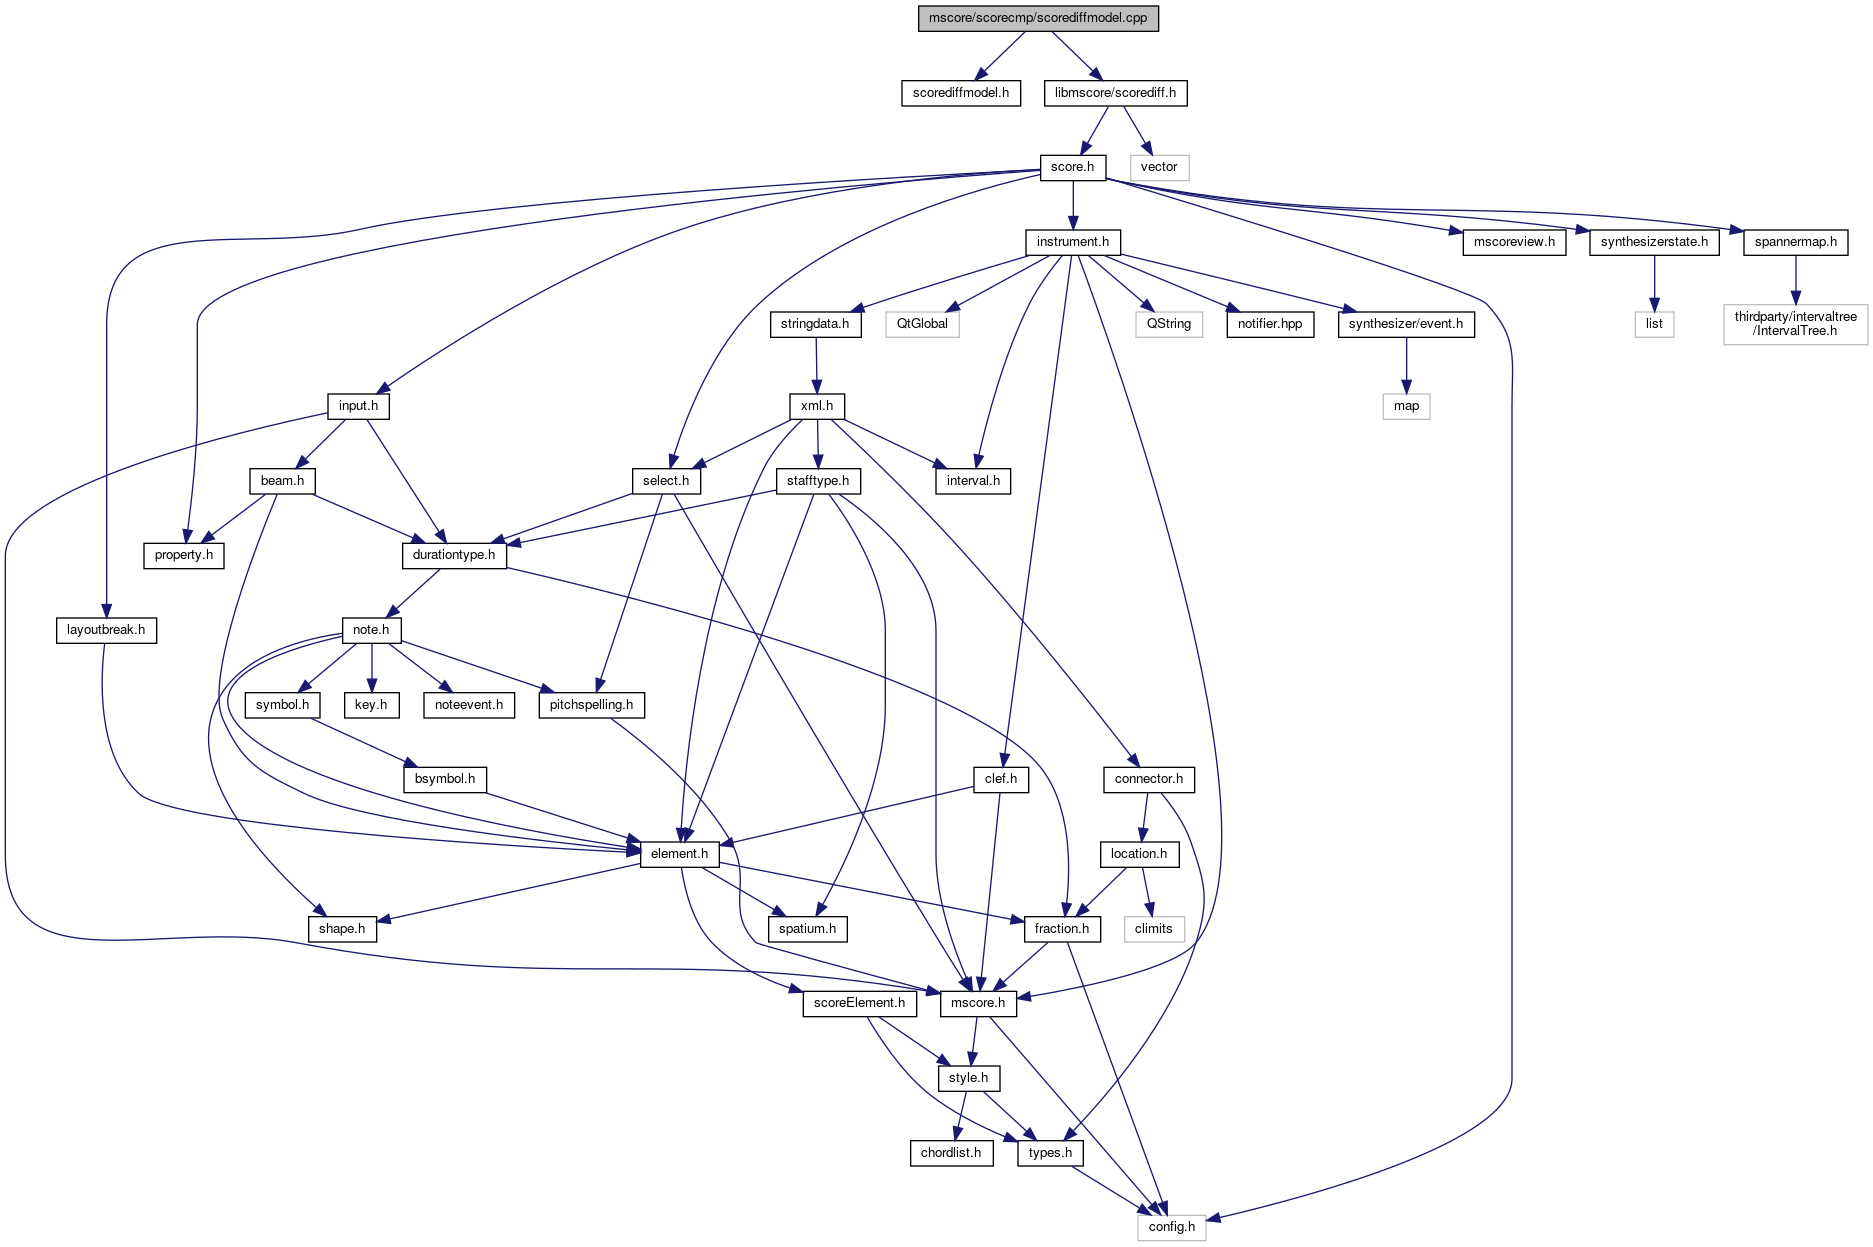 mscore/scorecmp/scorediffmodel.cpp
scorediffmodel.h
libmscore/scorediff.h
score.h
vector
instrument.h
mscoreview.h
synthesizerstate.h
spannermap.h
stringdata.h
QtGlobal
QString
notifier.hpp
synthesizer/event.h
list
thirdparty/intervaltree
/IntervalTree.h
input.h
xml.h
map
beam.h
select.h
stafftype.h
interval.h
property.h
durationtype.h
layoutbreak.h
note.h
symbol.h
key.h
noteevent.h
pitchspelling.h
bsymbol.h
clef.h
connector.h
element.h
location.h
shape.h
spatium.h
fraction.h
climits
scoreElement.h
mscore.h
style.h
chordlist.h
types.h
config.h